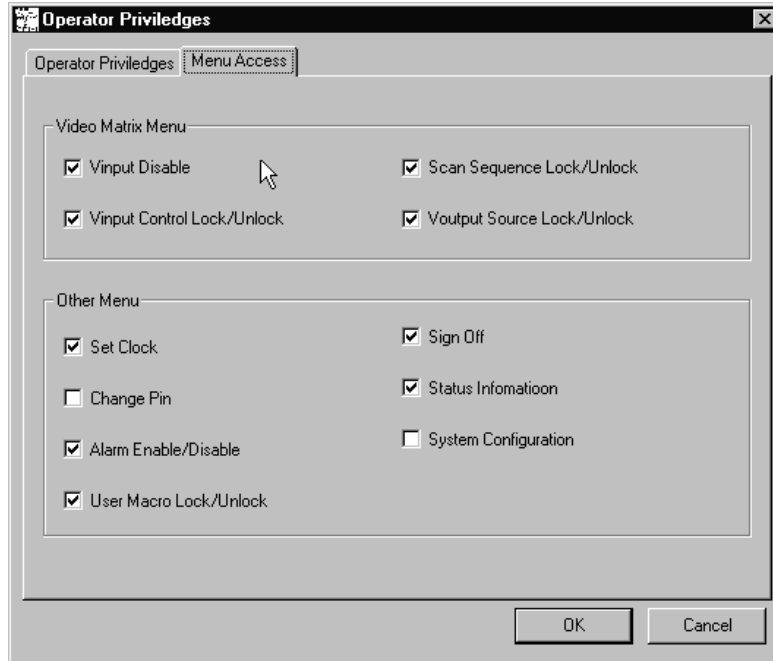 Operator Priviledges
Operator Priviledges Menu Access
Video Matrix Menu
Vinput Disable
Scan Sequence Lock/Unlock
Vinput Control Lock/Unlock
Voutput Source Lock/Unlock
Other Menu
Set Clock
Sign Off
Change Pin
Status Infomatioon
Alarm Enable/Disable
System Configuration
User Macro Lock/Unlock
OK Cancel